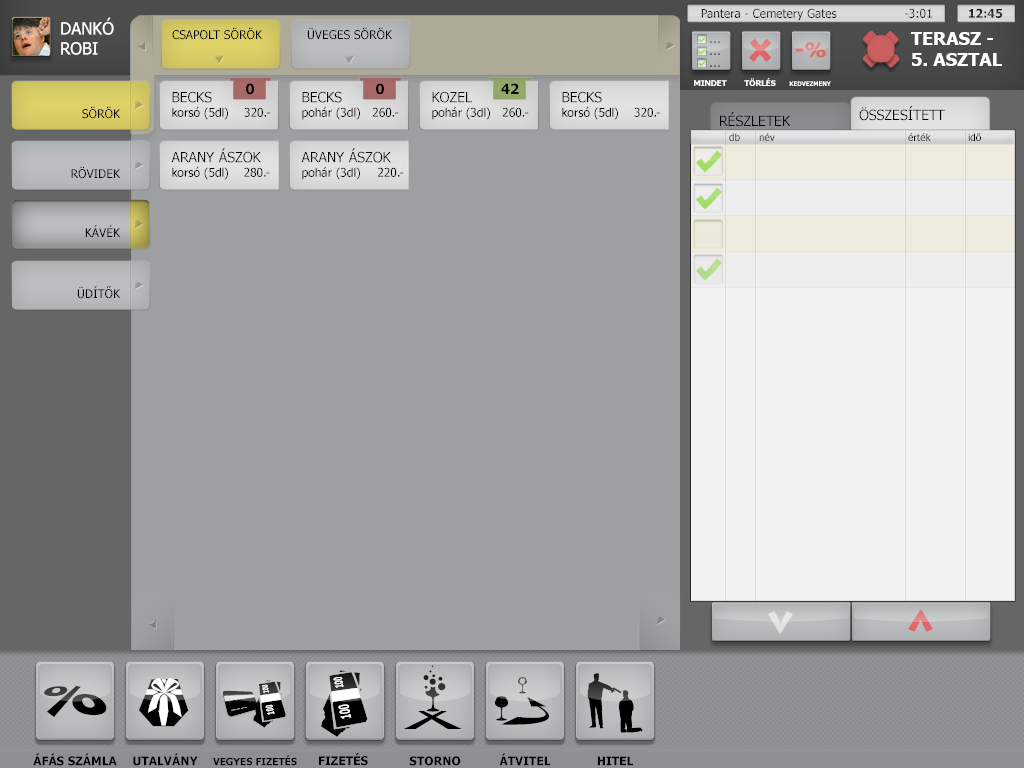 DANKÓ
ROBI
CSAPOLT SÖRÖK
ÜVEGES SÖRÖK
Pantera - Cemetery Gates -3:01
12:45
MINDET
TÖRLÉS
-%
KEDVEZMENY
TERASZ -
5. ASZTAL
SÖRÖK
RÖVIDEK
KÁVÉK
ÜDÍTŐK
BECKS 0
korsó (5dl) 320.-
BECKS 0
pohár (3dl) 260.-
KOZEL 42
pohár (3dl) 260.-
BECKS
korsó (5dl) 320.-
ARANY ÁSZOK
korsó (5dl) 280.-
ARANY ÁSZOK
pohár (3dl) 220.-
RÉSZLETEK
ÖSSZESÍTETT
db név érték idő
%
100
100
100
100
ÁFÁS SZÁMLA
UTALVÁNY
VEGYES FIZETÉS
FIZETÉS
STORNO
ÁTVITEL
HITEL